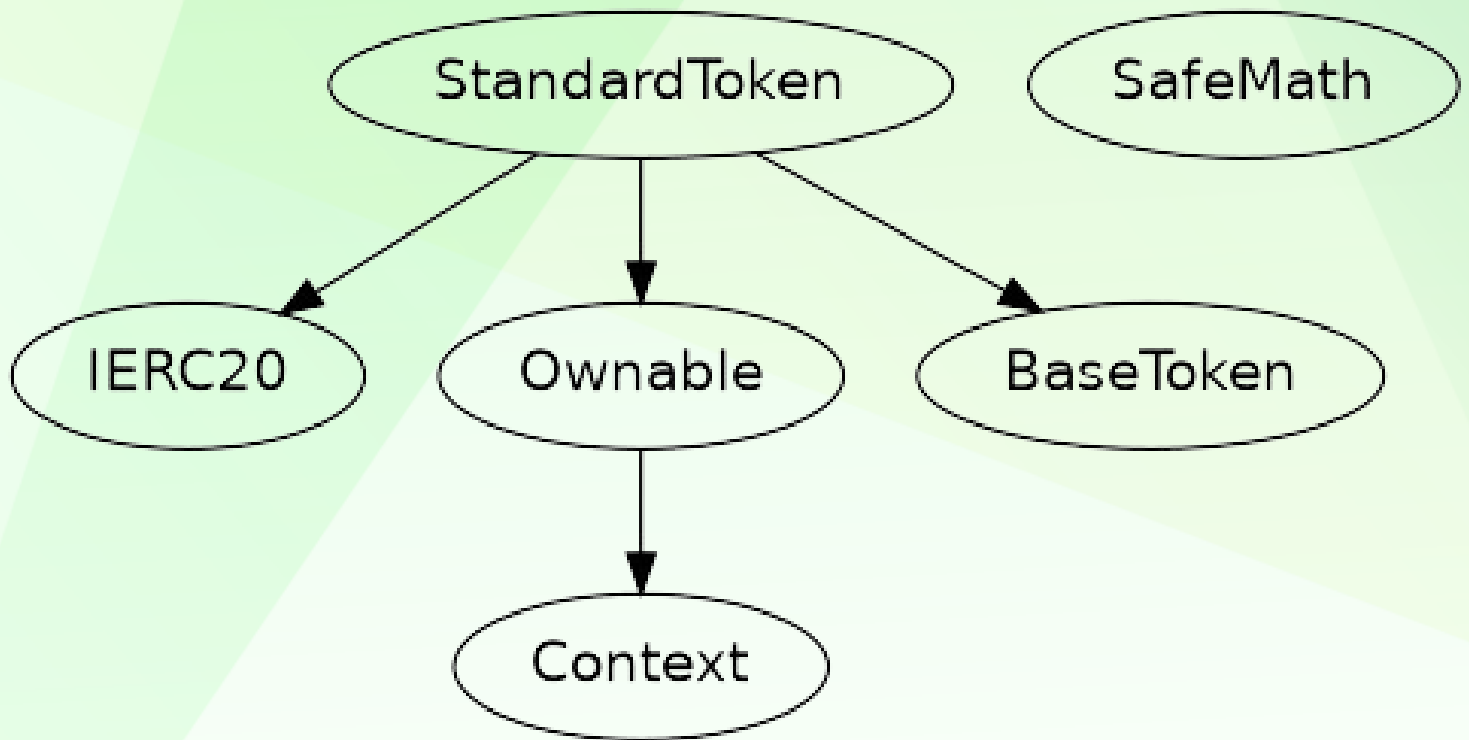 StandardToken
SafeMath
IERC20
Ownable
BaseToken
Context